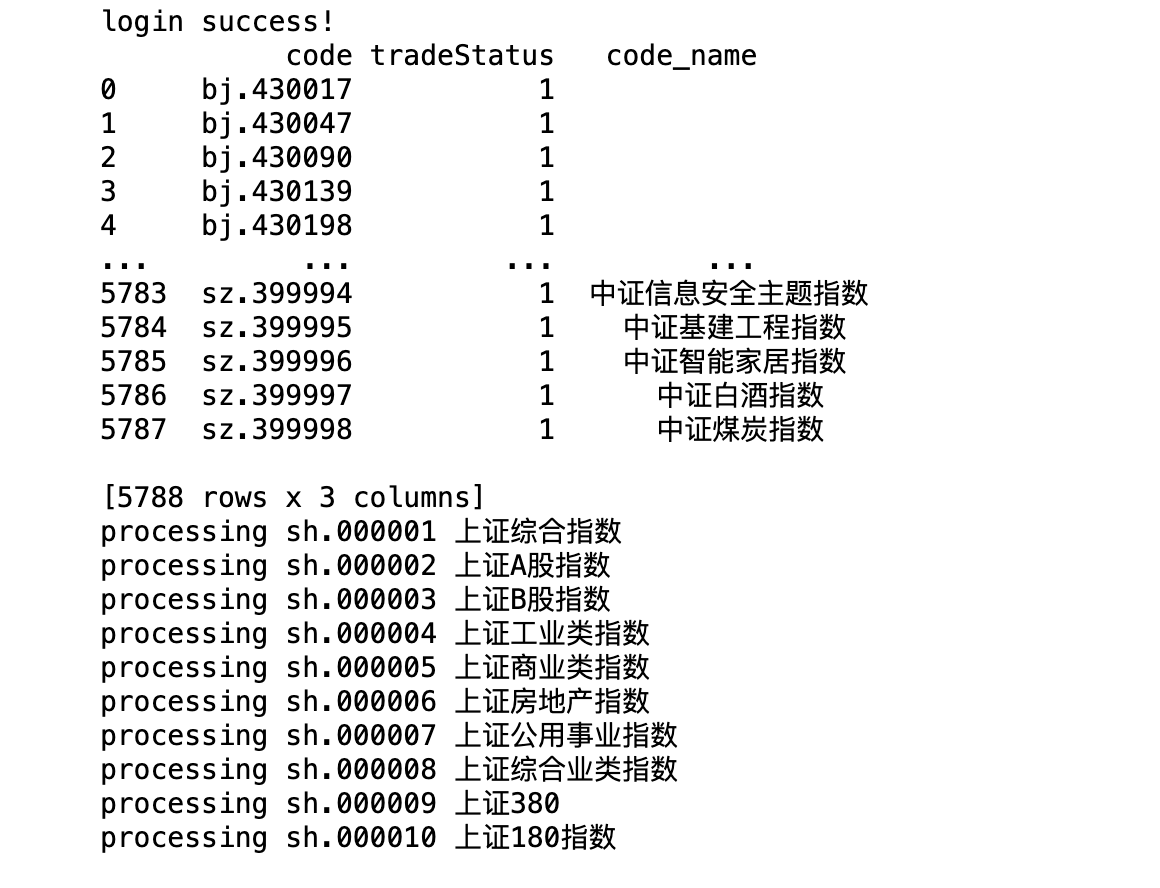 login success!
code tradeStatus code_name
0 bj.430017 1
1 bj.430047 1
2 bj.430090 1
3 bj.430139 1
4 bj.430198 1
... ... ... ...
5783 sz.399994 1 中证信息安全主题指数
5784 sz.399995 1 中证基建工程指数
5785 sz.399996 1 中证智能家居指数
5786 sz.399997 1 中证白酒指数
5787 sz.399998 1 中证煤炭指数
[5788 rows x 3 columns]
processing sh.000001 上证综合指数
processing sh.000002 上证A股指数
processing sh.000003 上证B股指数
processing sh.000004 上证工业类指数
processing sh.000005 上证商业类指数
processing sh.000006 上证房地产指数
processing sh.000007 上证公用事业指数
processing sh.000008 上证综合业类指数
processing sh.000009 上证380
processing sh.000010 上证180指数